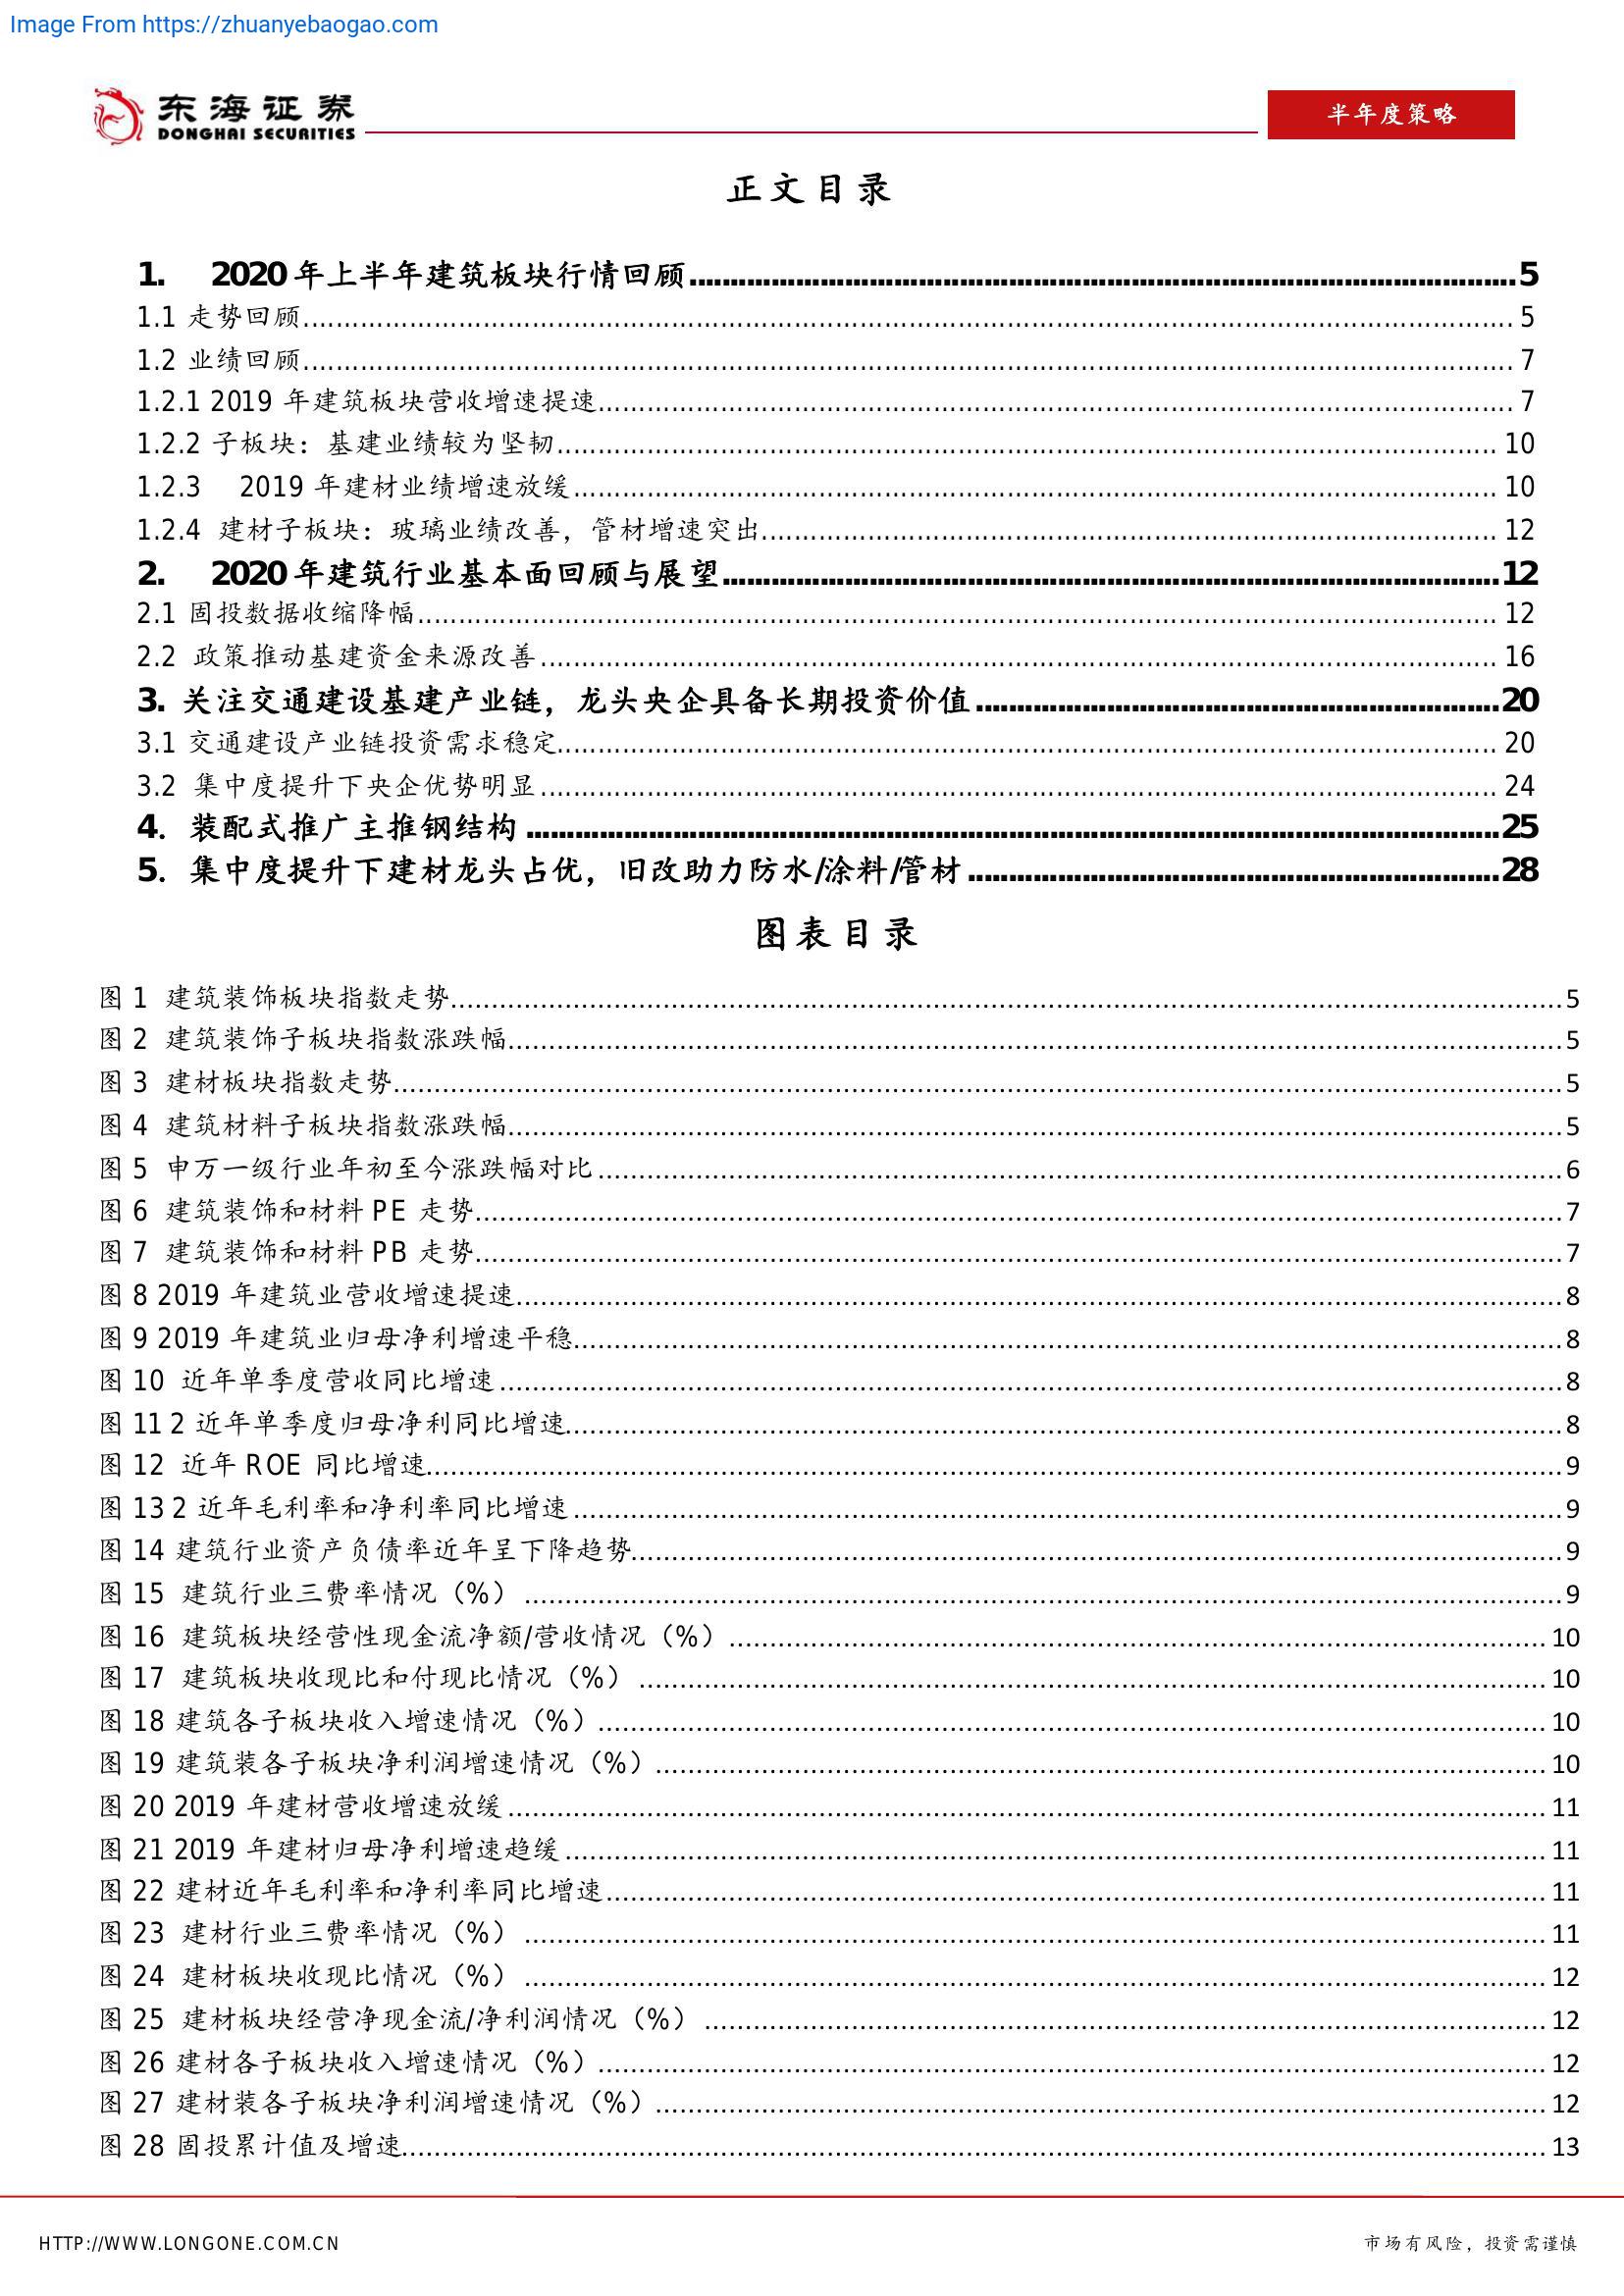 Image From https://zhuanyebaogao.com
东海证券
DONGHAI SECURITIES
半年度策略
正文目录
1. 2020 年上半年建筑板块行情回顾........5
1.1 走势回顾........ 5
1.2 业绩回顾........ 7
1.2.1 2019 年建筑板块营收增速提速........ 7
1.2.2 子板块：基建业绩较为坚韧........ 10
1.2.3 2019 年建材业绩增速放缓........ 10
1.2.4 建材子板块：玻璃业绩改善，管材增速突出........ 12
2. 2020 年建筑行业基本面回顾与展望........12
2.1 固投数据收缩降幅........ 12
2.2 政策推动基建资金来源改善........ 16
3. 关注交通建设基建产业链，龙头央企具备长期投资价值........20
3.1 交通建设产业链投资需求稳定........ 20
3.2 集中度提升下央企优势明显........ 24
4. 装配式推广主推钢结构........25
5. 集中度提升下建材龙头占优，旧改助力防水/涂料/管材........28
图表目录
图 1 建筑装饰板块指数走势........ 5
图 2 建筑装饰子板块指数涨跌幅........ 5
图 3 建材板块指数走势........ 5
图 4 建筑材料子板块指数涨跌幅........ 5
图 5 申万一级行业年初至今涨跌幅对比........ 6
图 6 建筑装饰和材料 PE 走势........ 7
图 7 建筑装饰和材料 PB 走势........ 7
图 8 2019 年建筑业营收增速提速........ 8
图 9 2019 年建筑业归母净利增速平稳........ 8
图 10 近年单季度营收同比增速........ 8
图 11 2 近年单季度归母净利同比增速........ 8
图 12 近年 ROE 同比增速........ 9
图 13 2 近年毛利率和净利率同比增速........ 9
图 14 建筑行业资产负债率近年呈下降趋势........ 9
图 15 建筑行业三费率情况（%）........ 9
图 16 建筑板块经营性现金流净额/营收情况（%）........ 10
图 17 建筑板块收现比和付现比情况（%）........ 10
图 18 建筑各子板块收入增速情况（%）........ 10
图 19 建筑装各子板块净利润增速情况（%）........ 10
图 20 2019 年建材营收增速放缓........ 11
图 21 2019 年建材归母净利增速趋缓........ 11
图 22 建材近年毛利率和净利率同比增速........ 11
图 23 建材行业三费率情况（%）........ 11
图 24 建材板块收现比情况（%）........ 12
图 25 建材板块经营净现金流/净利润情况（%）........ 12
图 26 建材各子板块收入增速情况（%）........ 12
图 27 建材装各子板块净利润增速情况（%）........ 12
图 28 固投累计值及增速........ 13
HTTP://WWW.LONGONE.COM.CN
市场有风险，投资需谨慎